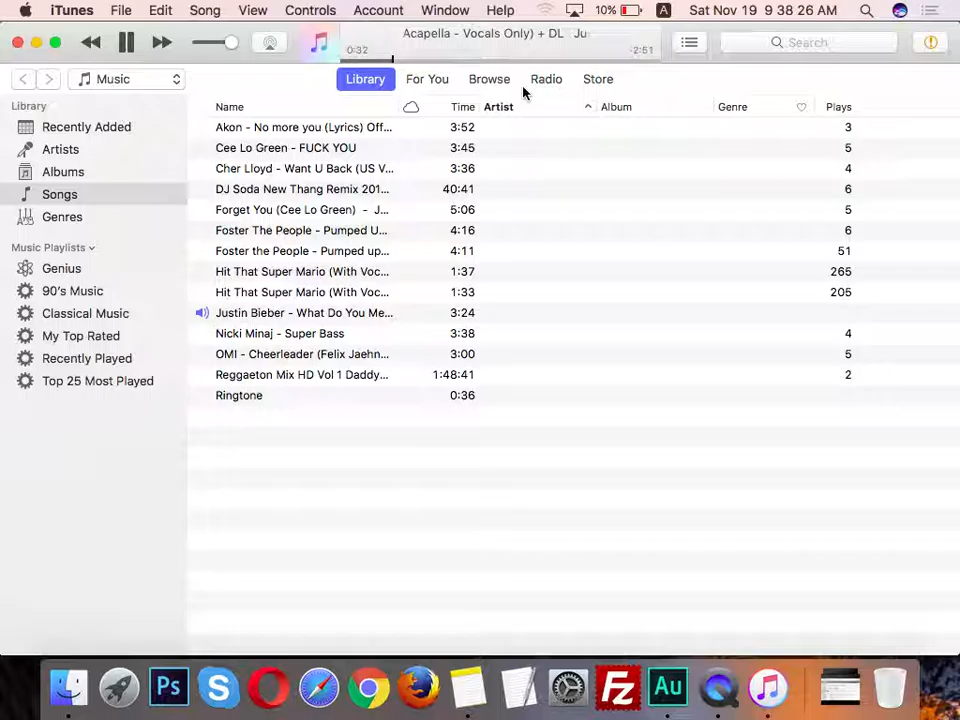 iTunes File Edit Song View Controls Account Window Help 10% A Sat Nov 19 9:38:26 AM
Acapella - Vocals Only) + DL Ju
0:32 -2:51 Search
Music Library For You Browse Radio Store
Library
Recently Added
Artists
Albums
Songs
Genres
Music Playlists
Genius
90's Music
Classical Music
My Top Rated
Recently Played
Top 25 Most Played
Name Time Artist Album Genre Plays
Akon - No more you (Lyrics) Off... 3:52 3
Cee Lo Green - FUCK YOU 3:45 5
Cher Lloyd - Want U Back (US V... 3:36 4
DJ Soda New Thang Remix 201... 40:41 6
Forget You (Cee Lo Green) - J... 5:06 5
Foster The People - Pumped U... 4:16 6
Foster the People - Pumped up... 4:11 51
Hit That Super Mario (With Voc... 1:37 265
Hit That Super Mario (With Voc... 1:33 205
Justin Bieber - What Do You Me... 3:24
Nicki Minaj - Super Bass 3:38 4
OMI - Cheerleader (Felix Jaehn... 3:00 5
Reggaeton Mix HD Vol 1 Daddy... 1:48:41 2
Ringtone 0:36
Ps Fz Au